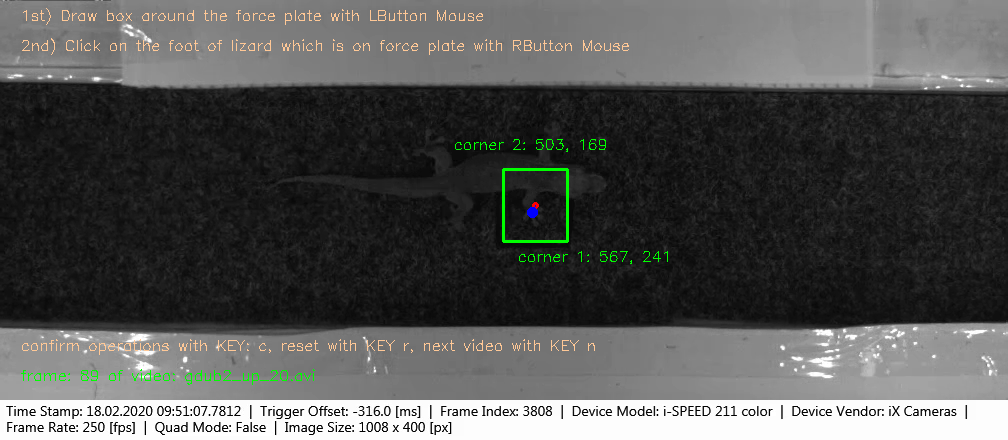 1st) Draw box around the force plate with LButton Mouse
2nd) Click on the foot of lizard which is on force plate with RButton Mouse
corner 2: 503, 169
corner 1: 567, 241
confirm operations with KEY: c, reset with KEY r, next video with KEY n
frame: 39 of video:
Time Stamp: 18.02.2020 09:51:07.7812 | Trigger Offset: -316.0 [ms] | Frame Index: 3808 | Device Model: i-SPEED 211 color | Device Vendor: iX Cameras |
Frame Rate: 250 [fps] | Quad Mode: False | Image Size: 1008 x 400 [px]